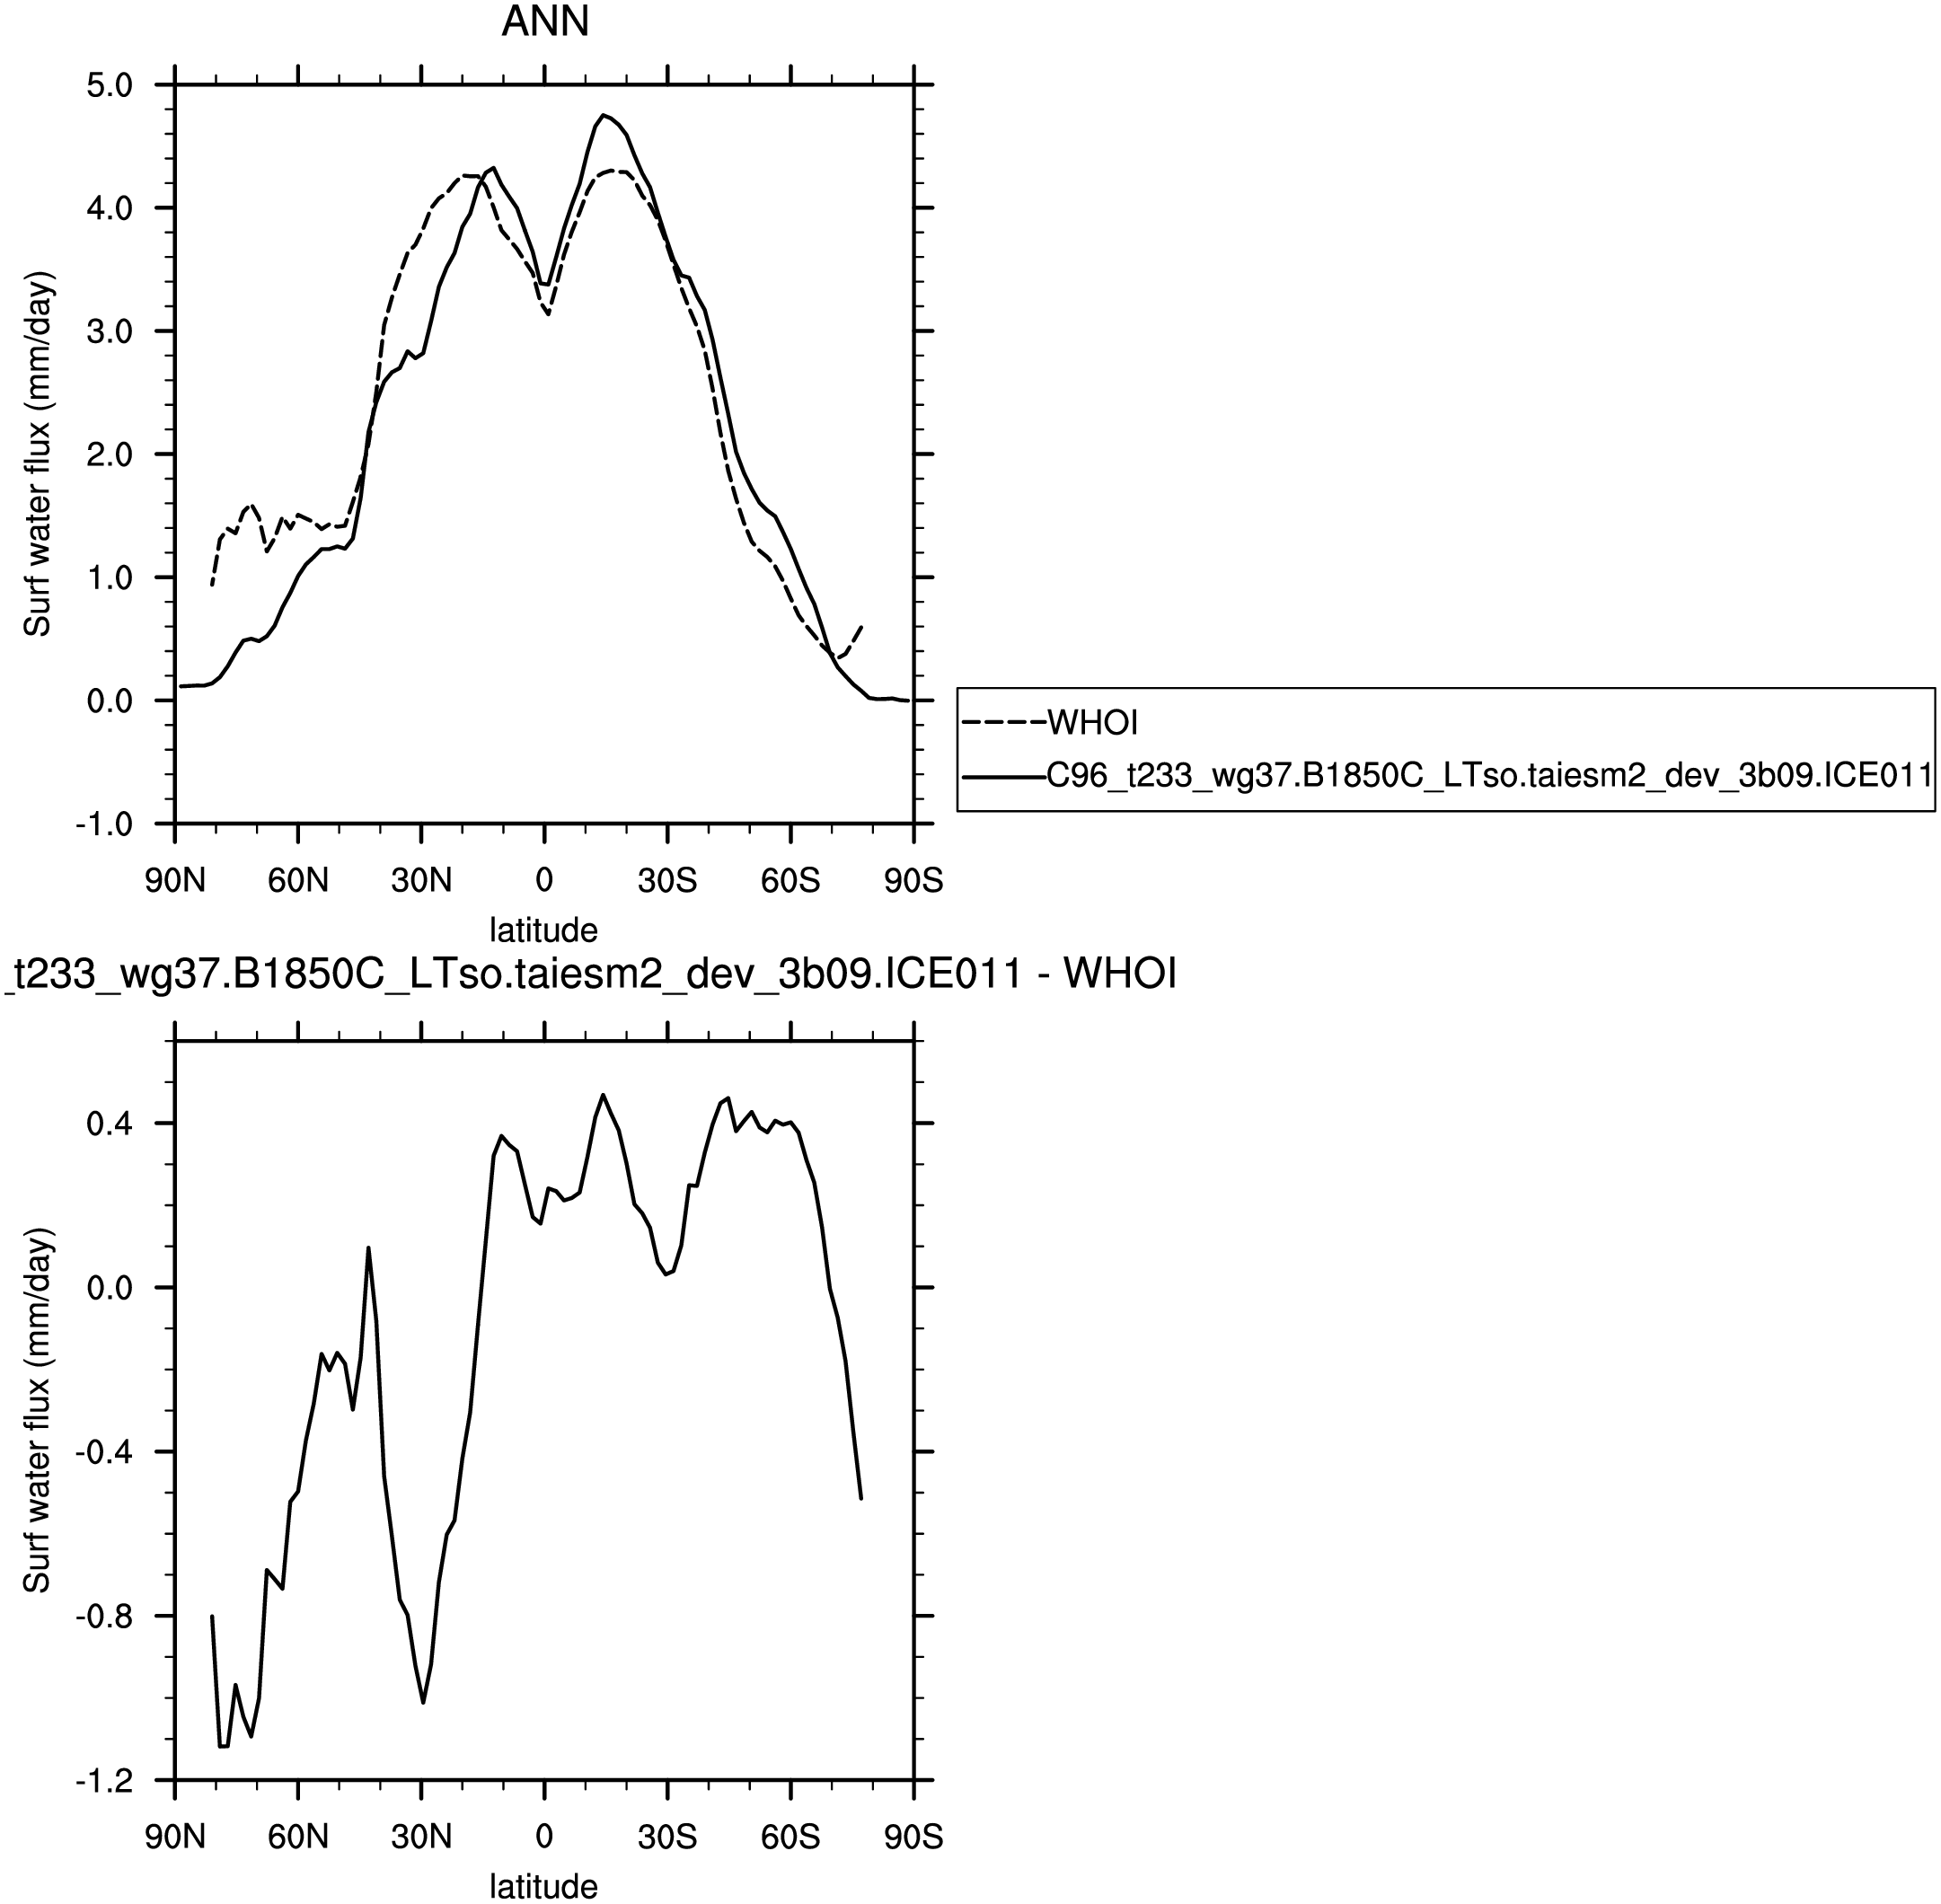 ANN
Surf water flux (mm/day)
5.0
4.0
3.0
2.0
1.0
0.0
-1.0
90N 60N 30N 0 30S 60S 90S
latitude
WHOI
C96_t233_wg37.B1850C_LTso.taiesm2_dev_3b09.ICE011
_t233_wg37.B1850C_LTso.taiesm2_dev_3b09.ICE011 - WHOI
Surf water flux (mm/day)
0.4
0.0
-0.4
-0.8
-1.2
90N 60N 30N 0 30S 60S 90S
latitude